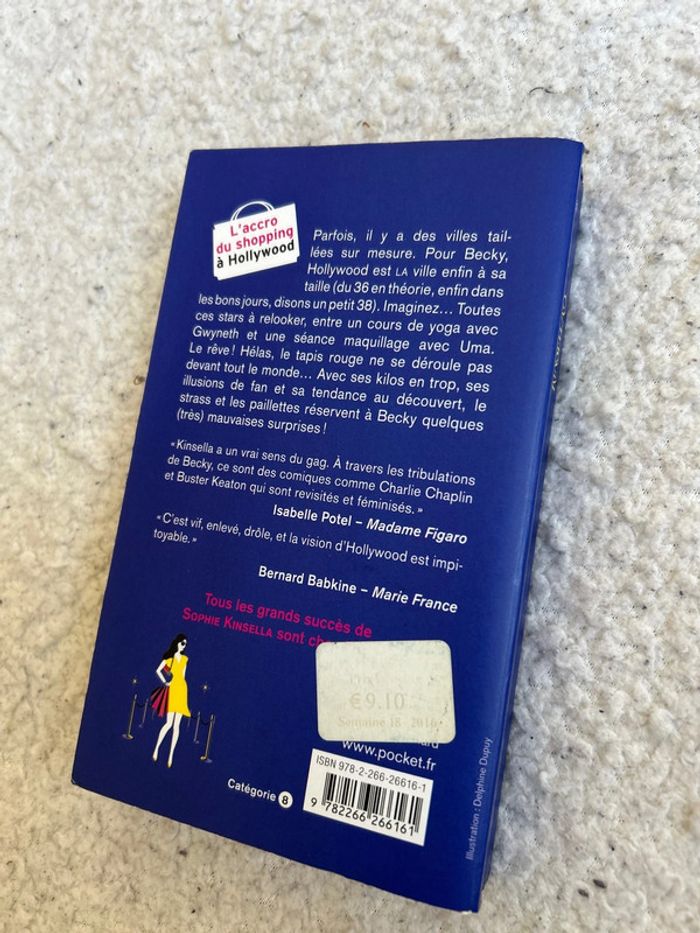 L'accro
du shopping
à Hollywood
Parfois, il y a des villes tail-
lées sur mesure. Pour Becky,
Hollywood est LA ville enfin à sa
taille (du 36 en théorie, enfin dans
les bons jours, disons un petit 38). Imaginez... Toutes
ces stars à relooker, entre un cours de yoga avec
Gwyneth et une séance maquillage avec Uma.
Le rêve ! Hélas, le tapis rouge ne se déroule pas
devant tout le monde... Avec ses kilos en trop, ses
illusions de fan et sa tendance au découvert, le
strass et les paillettes réservent à Becky quelques
(très) mauvaises surprises !
« Kinsella a un vrai sens du gag. À travers les tribulations
de Becky, ce sont des comiques comme Charlie Chaplin
et Buster Keaton qui sont revisités et féminisés. »
Isabelle Potel – Madame Figaro
« C'est vif, enlevé, drôle, et la vision d'Hollywood est impi-
toyable. »
Bernard Babkine – Marie France
Tous les grands succès de
SOPHIE KINSELLA sont
€9.10
Semaine 18 - 2016
www.pocket.fr
ISBN 978-2-266-26616-1
9 782266 266161
Catégorie 8
Illustration : Delphine Dupuy